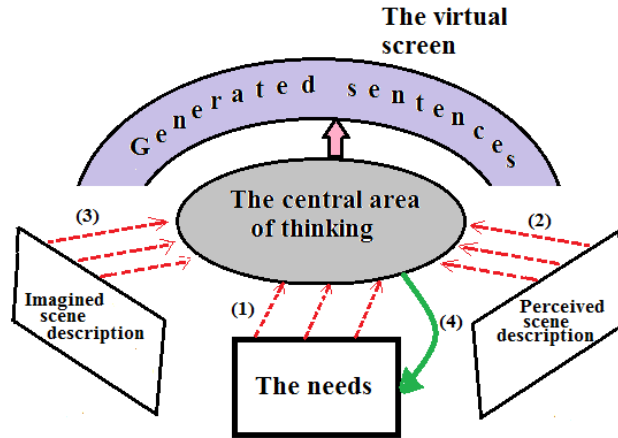 The virtual
screen
Generated sentences
The central area
of thinking
(3)
(2)
Imagined
scene
description
(1)
(4)
Perceived
scene
description
The needs